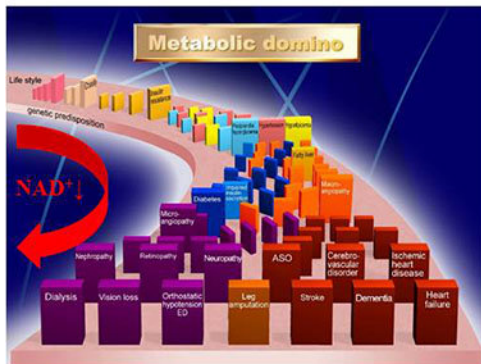 Metabolic domino
Life style
Obesity
Insulin
resistance
genetic predisposition
Postprandial
hyperglycemia
Hypertension
Hyperlipidemia
Fatty liver
NAD⁺↓
Impaired
insulin
secretion
Macro-
angiopathy
Diabetes
Micro-
angiopathy
Nephropathy
Retinopathy
Neuropathy
ASO
Cerebro-
vascular
disorder
Ischemic
heart
disease
Dialysis
Vision loss
Orthostatic
hypotension
ED
Leg
amputation
Stroke
Dementia
Heart
failure